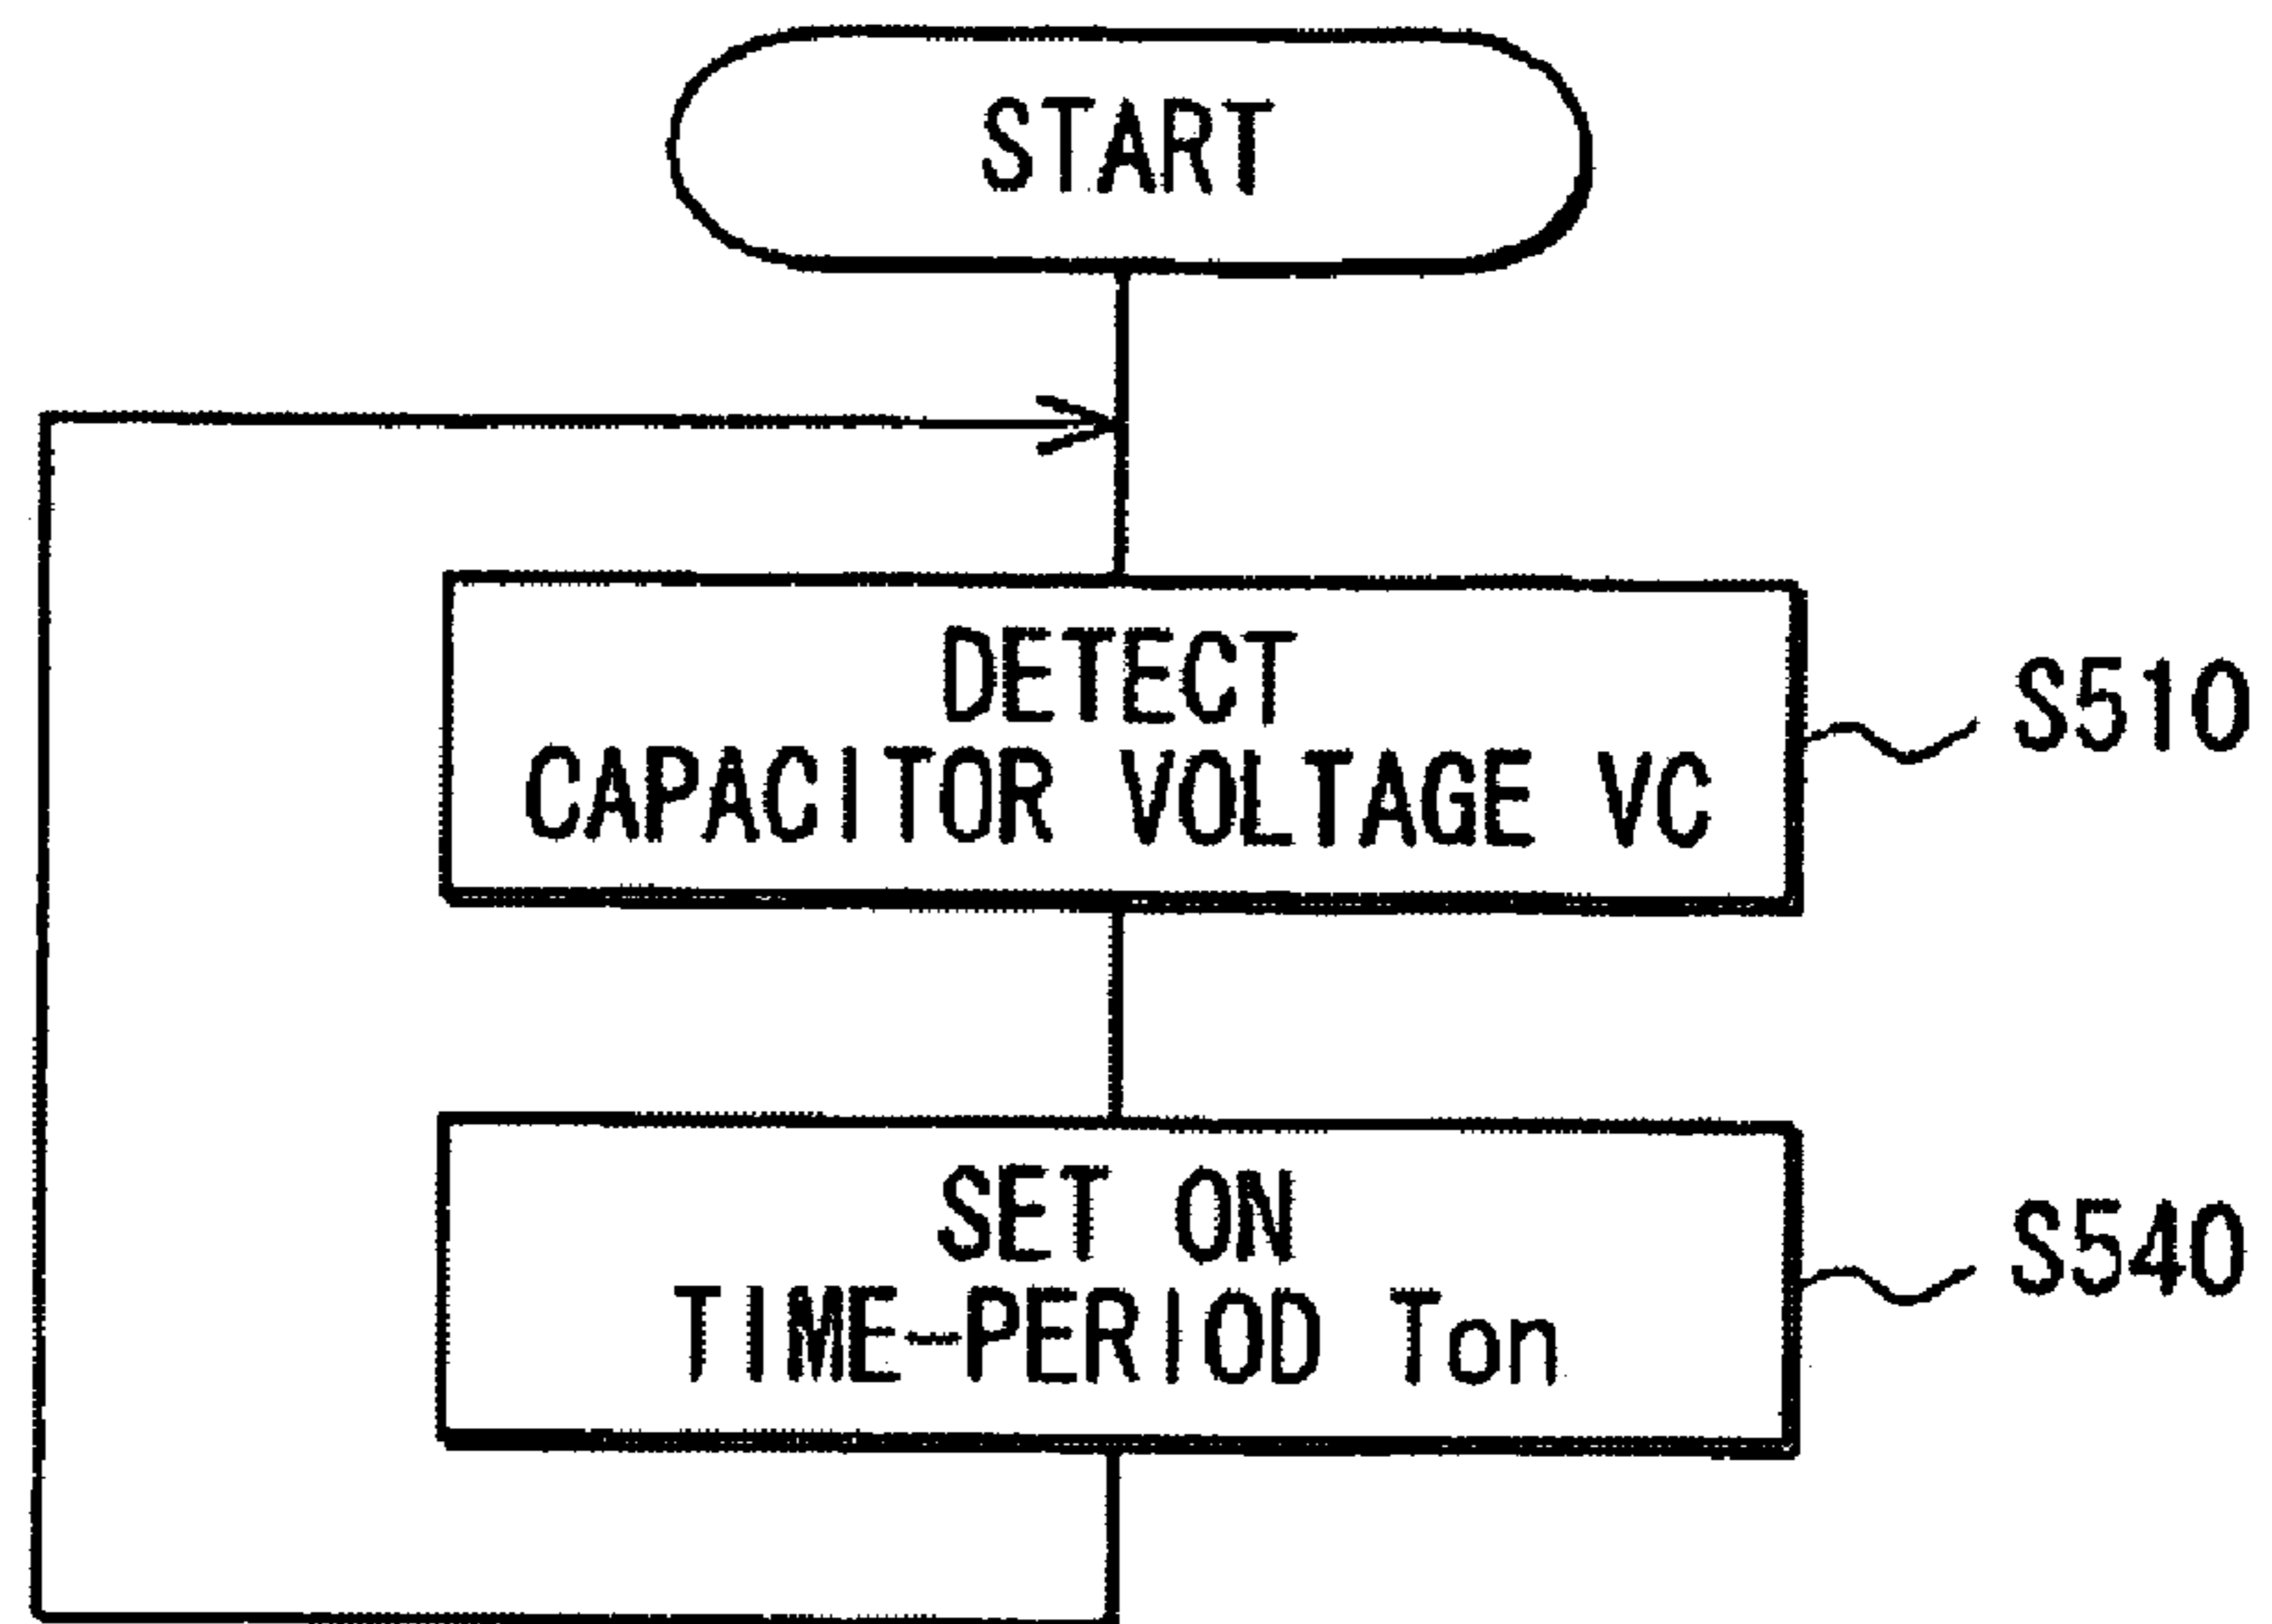 START
DETECT
CAPACITOR VOLTAGE VC
S510
SET ON
TIME-PERIOD Ton
S540